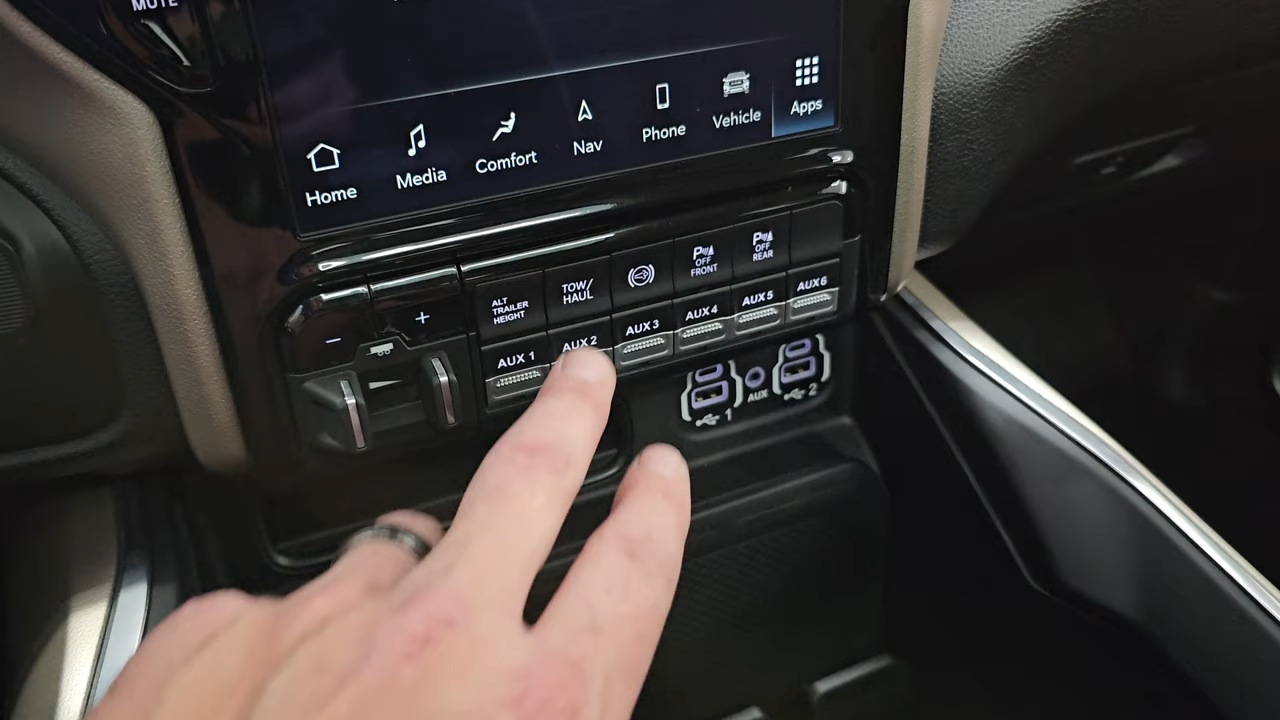 MUTE
Home
Media
Comfort
Nav
Phone
Vehicle
Apps
−
+
ALT
TRAILER
HEIGHT
TOW/
HAUL
P
OFF
FRONT
P
OFF
REAR
AUX 1
AUX 2
AUX 3
AUX 4
AUX 5
AUX 6
1
AUX
2